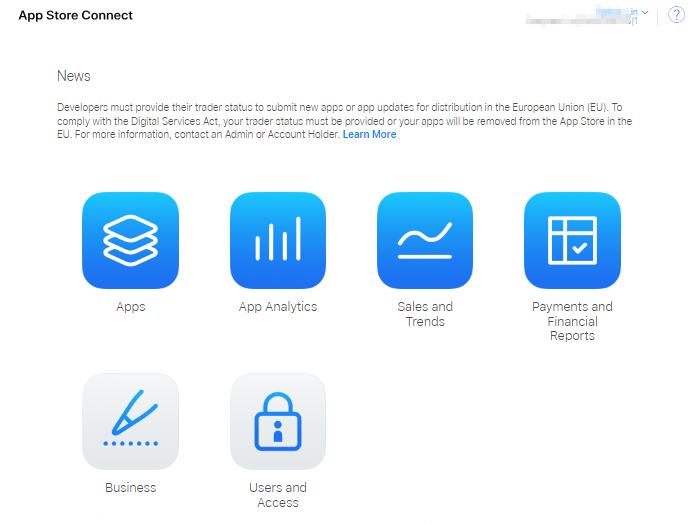 App Store Connect
?
News
Developers must provide their trader status to submit new apps or app updates for distribution in the European Union (EU). To
comply with the Digital Services Act, your trader status must be provided or your apps will be removed from the App Store in the
EU. For more information, contact an Admin or Account Holder. Learn More
Apps
App Analytics
Sales and
Trends
Payments and
Financial
Reports
Business
Users and
Access